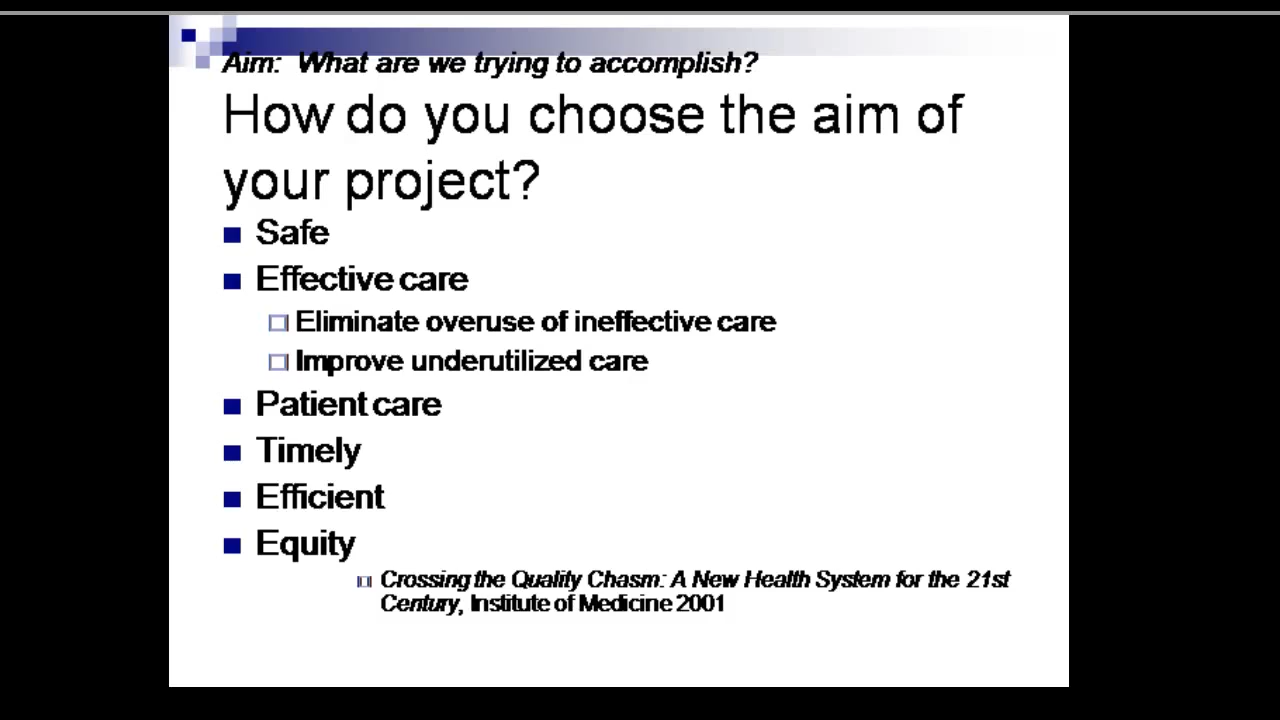 Aim: What are we trying to accomplish?
How do you choose the aim of
your project?
Safe
Effective care
Eliminate overuse of ineffective care
Improve underutilized care
Patient care
Timely
Efficient
Equity
Crossing the Quality Chasm: A New Health System for the 21st
Century, Institute of Medicine 2001